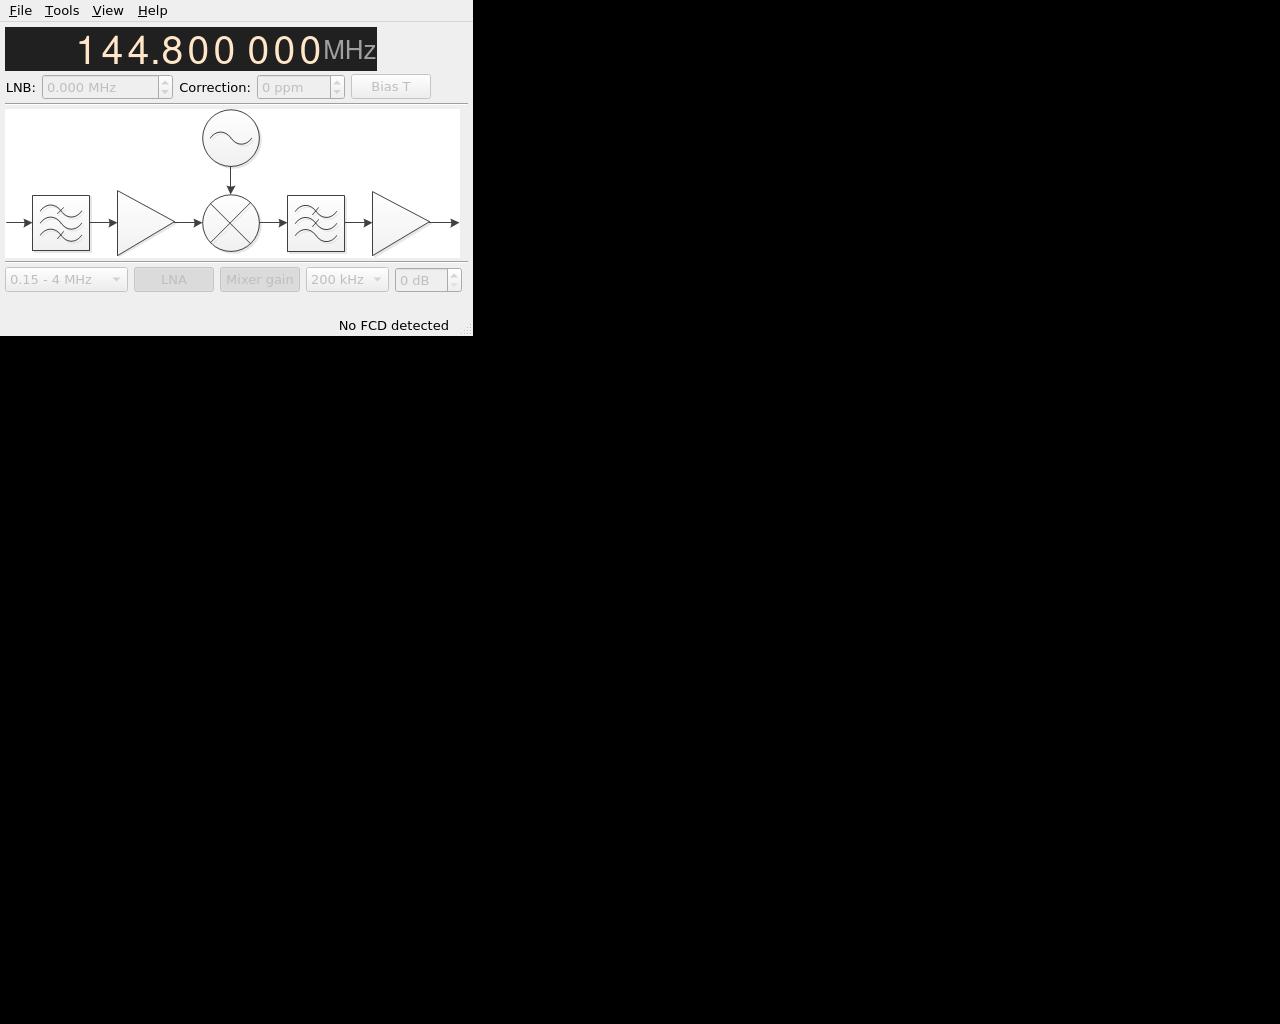 File Tools View Help
144.800 000 MHz
LNB: 0.000 MHz Correction: 0 ppm Bias T
0.15 - 4 MHz LNA Mixer gain 200 kHz 0 dB
No FCD detected